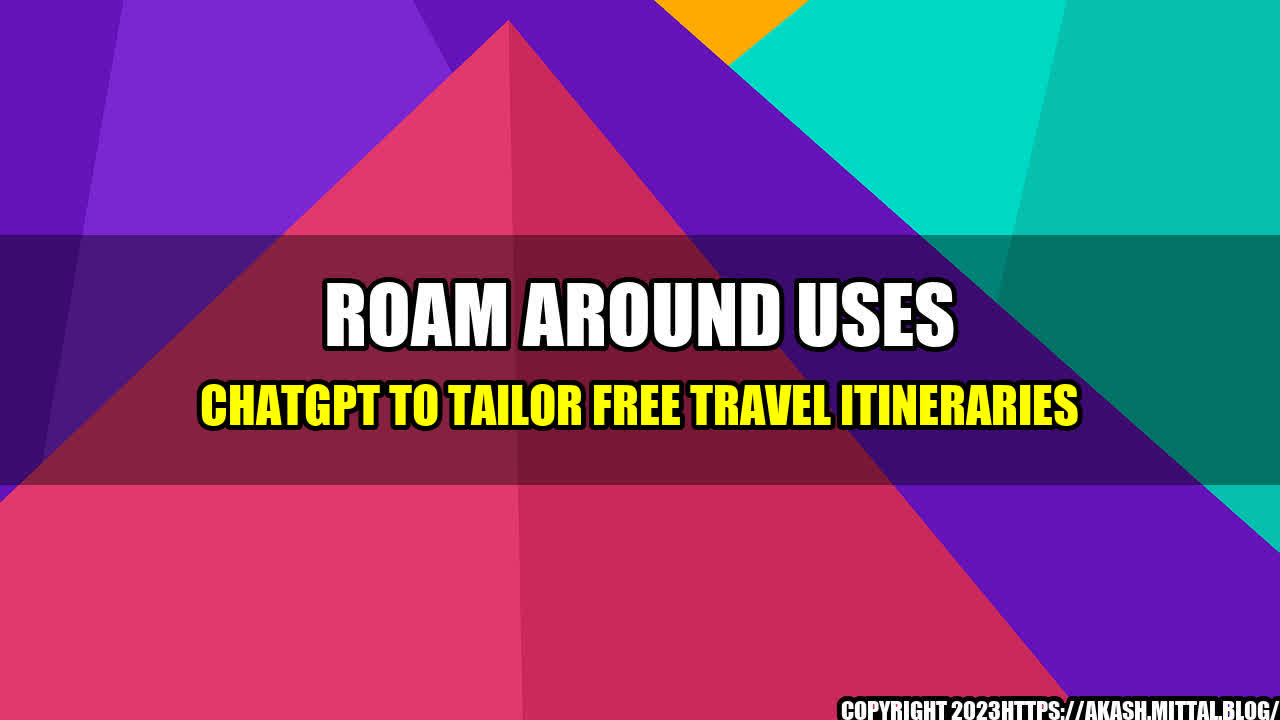 ROAM AROUND USES
CHATGPT TO TAILOR FREE TRAVEL ITINERARIES
COPYRIGHT 2023HTTPS://AKASH.MITTAL.BLOG/